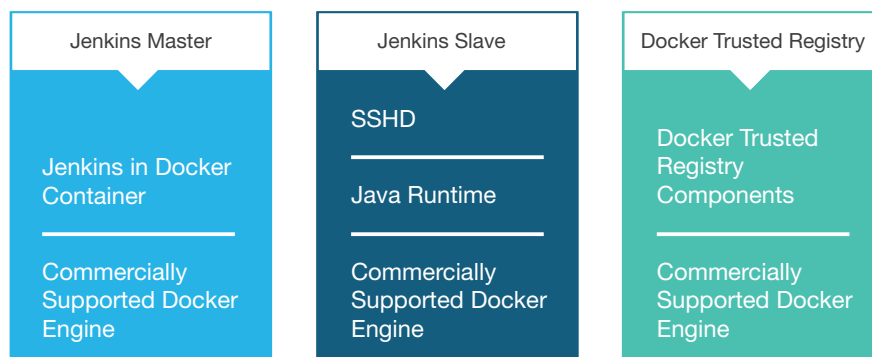 Jenkins Master
Jenkins in Docker
Container
Commercially
Supported Docker
Engine
Jenkins Slave
SSHD
Java Runtime
Commercially
Supported Docker
Engine
Docker Trusted Registry
Docker Trusted
Registry
Components
Commercially
Supported Docker
Engine